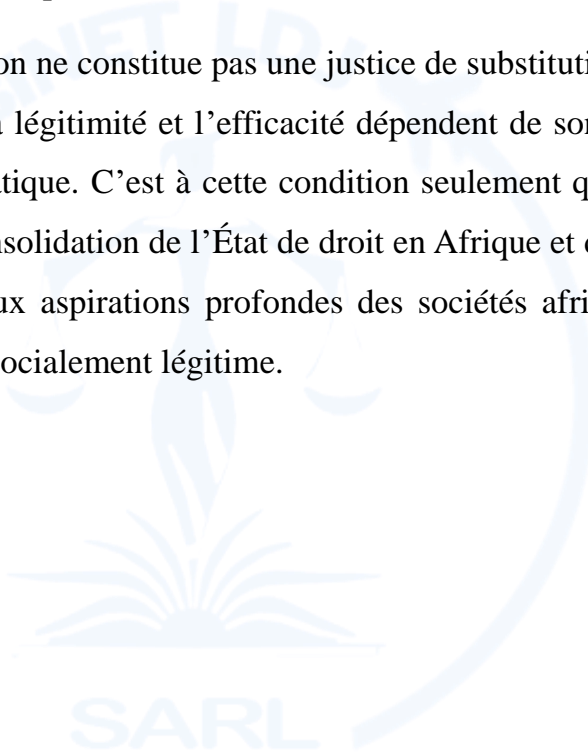 on ne constitue pas une justice de substituti
légitimité et l’efficacité dépendent de son
atique. C’est à cette condition seulement q
nsolidation de l’État de droit en Afrique et
ux aspirations profondes des sociétés afri
ocialement légitime.
SARL